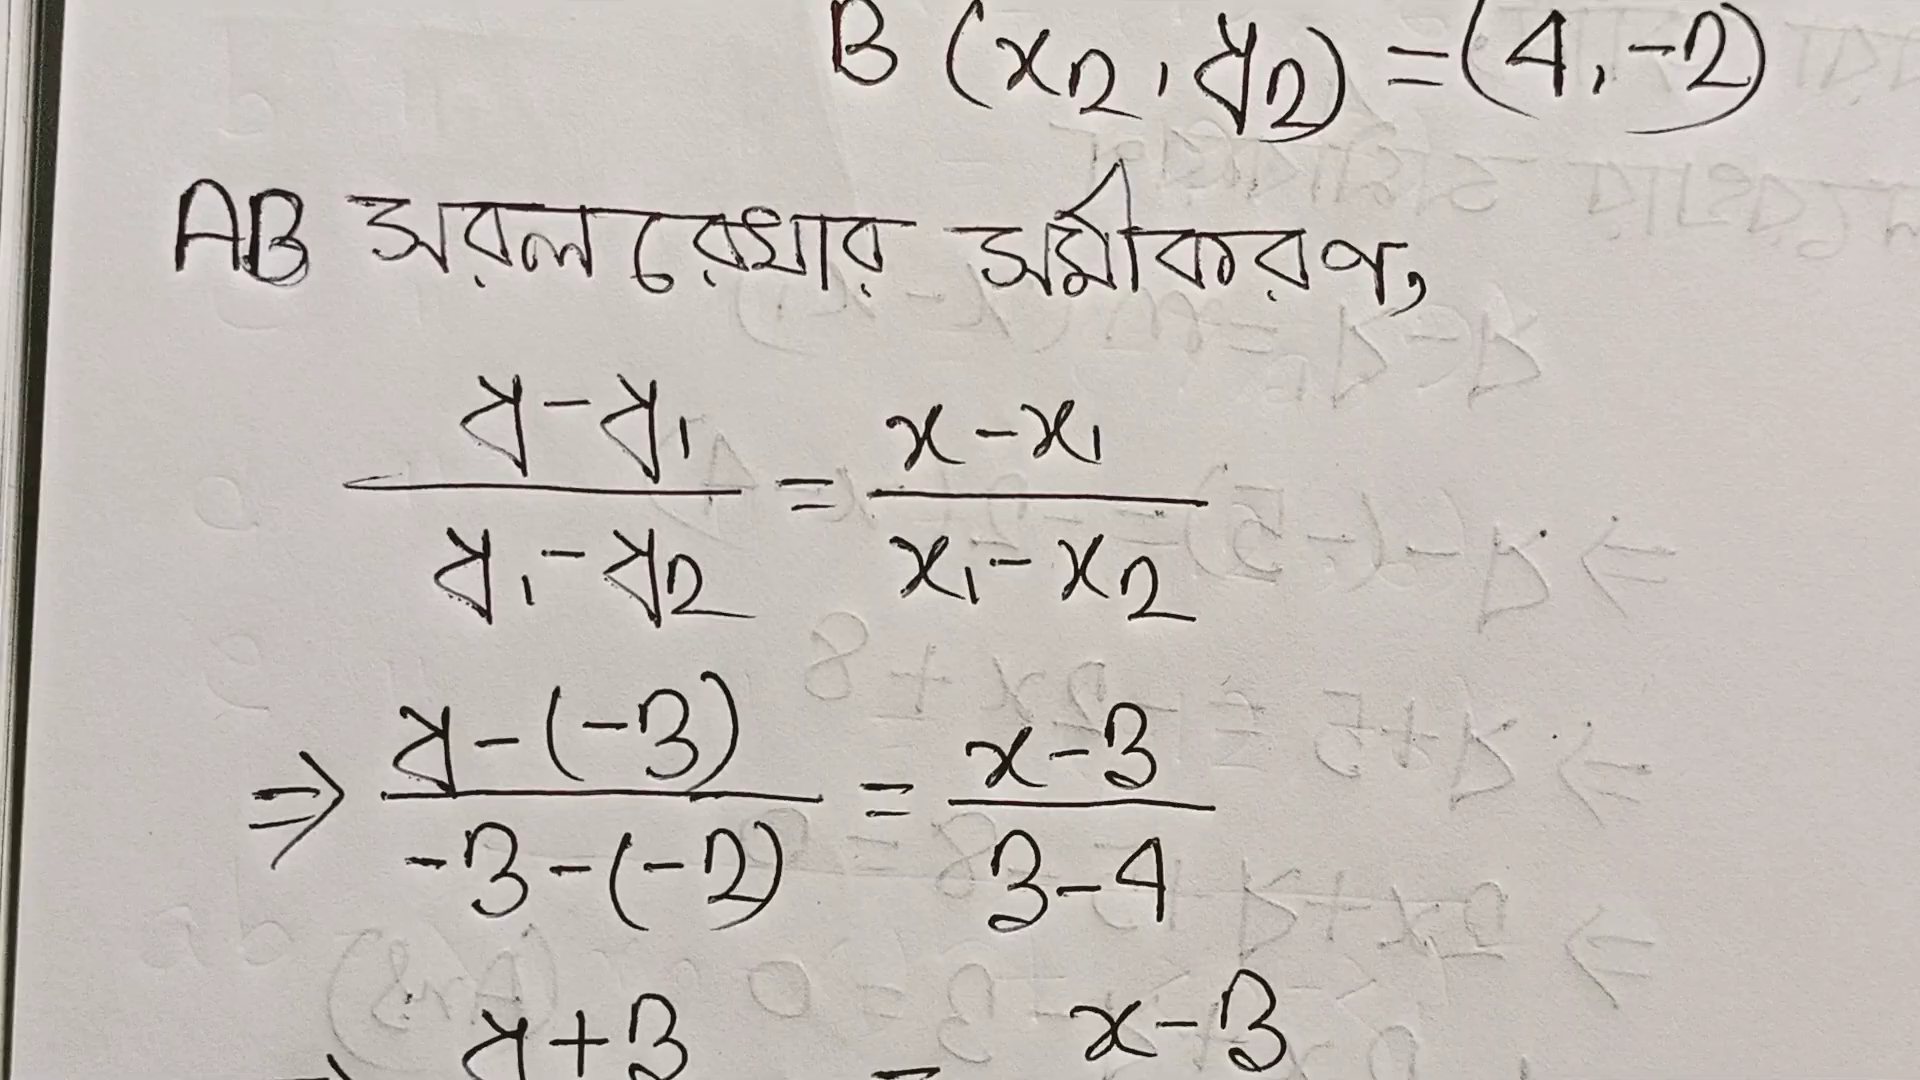 B (x₂, y₂) = (4, -2)
AB সরল রেখার সমীকরণ,
(y - y₁)/(y₁ - y₂) = (x - x₁)/(x₁ - x₂)
⇒ (y - (-3))/(-3 - (-2)) = (x - 3)/(3 - 4)
⇒ y + 3 = x - 3